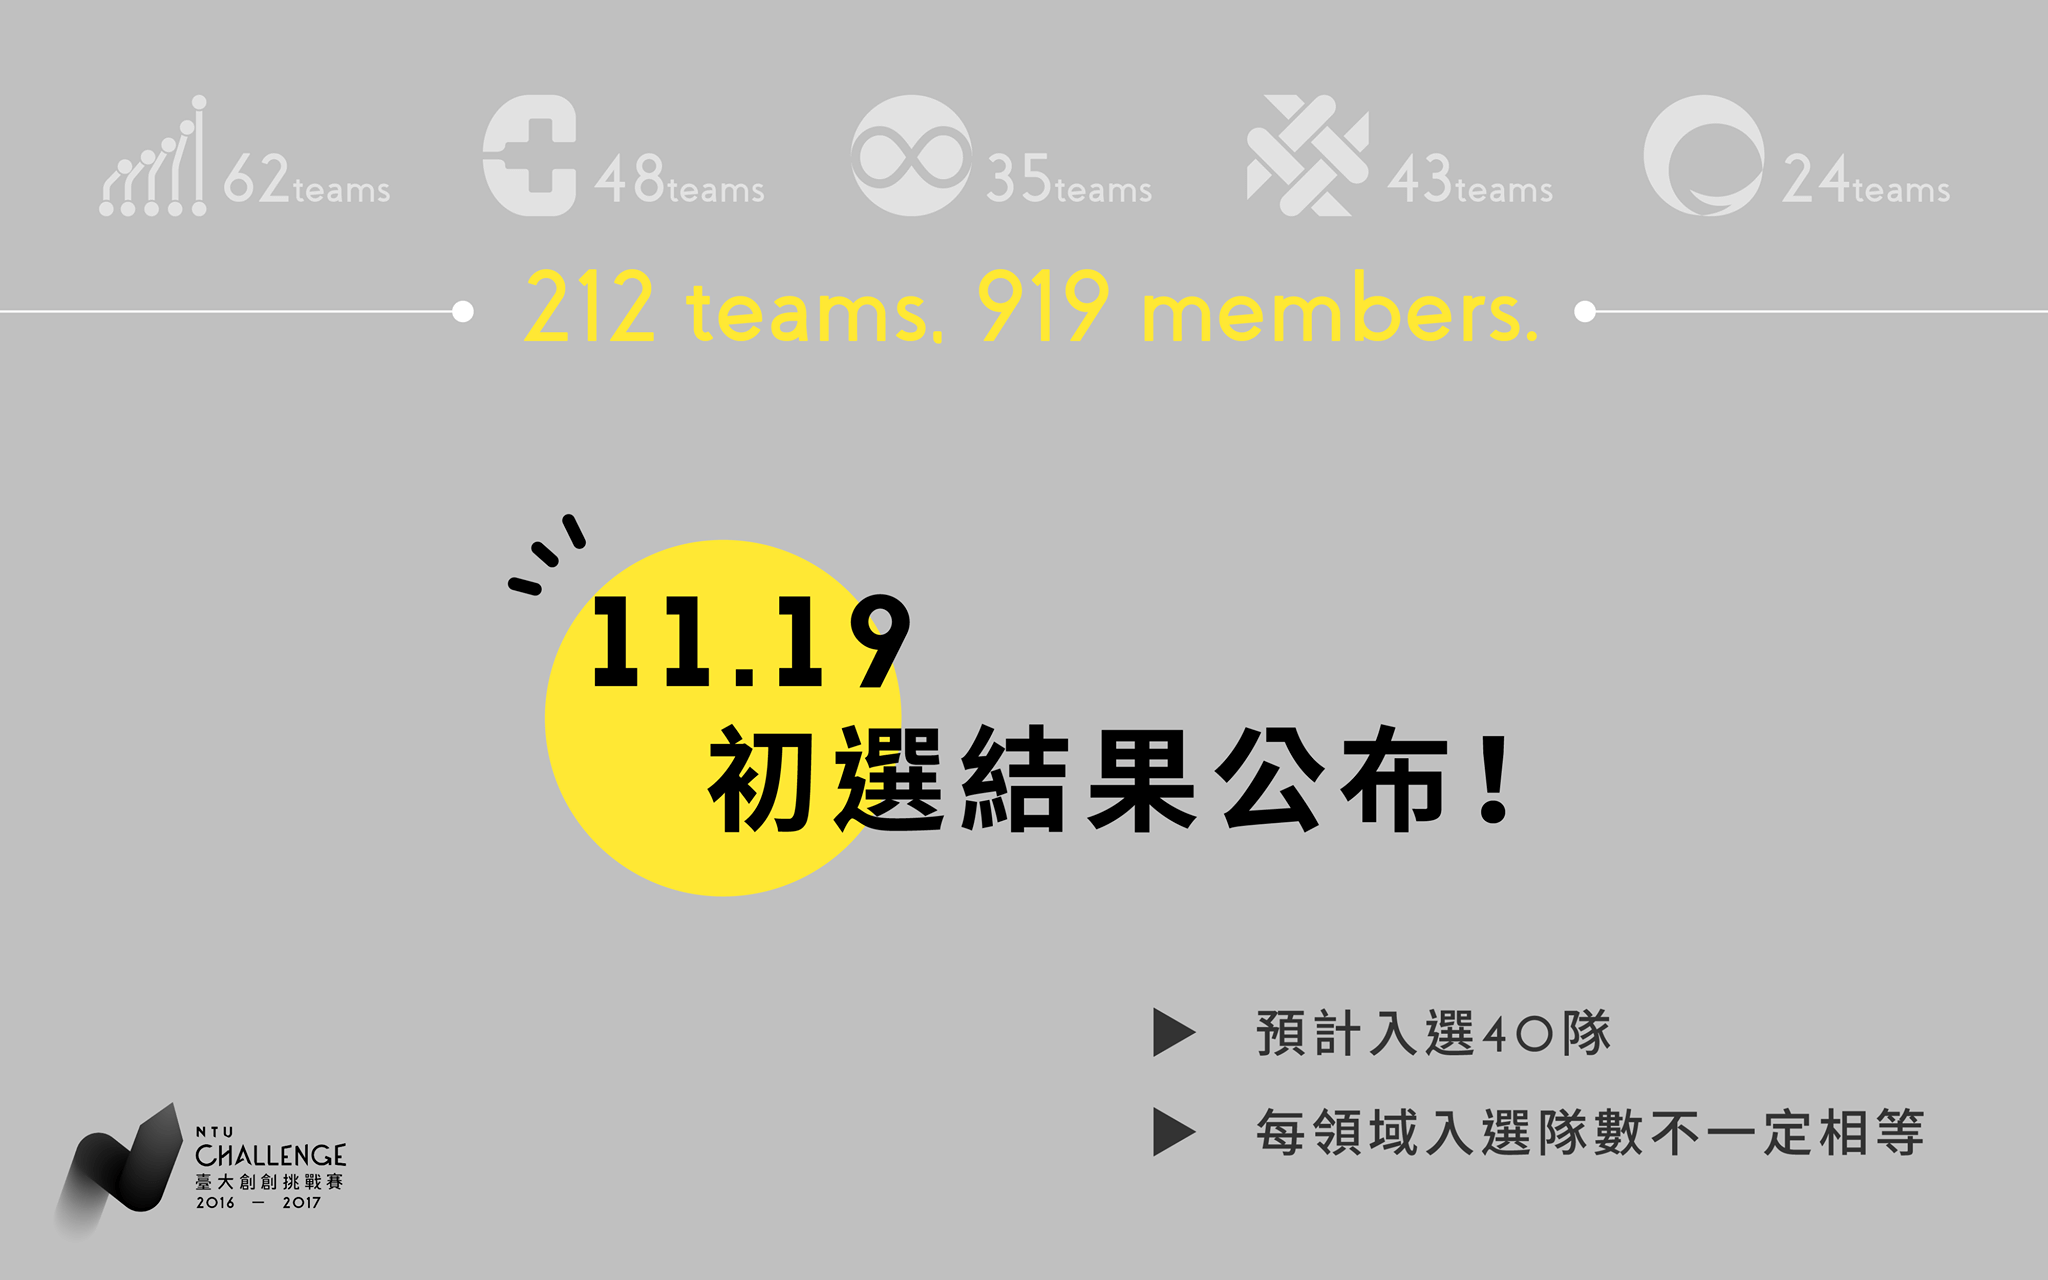 62teams 48teams 35teams 43teams 24teams
212 teams, 919 members.
11.19
初選結果公布!
預計入選40隊
每領域入選隊數不一定相等
NTU
CHALLENGE
臺大創創挑戰賽
2016 — 2017